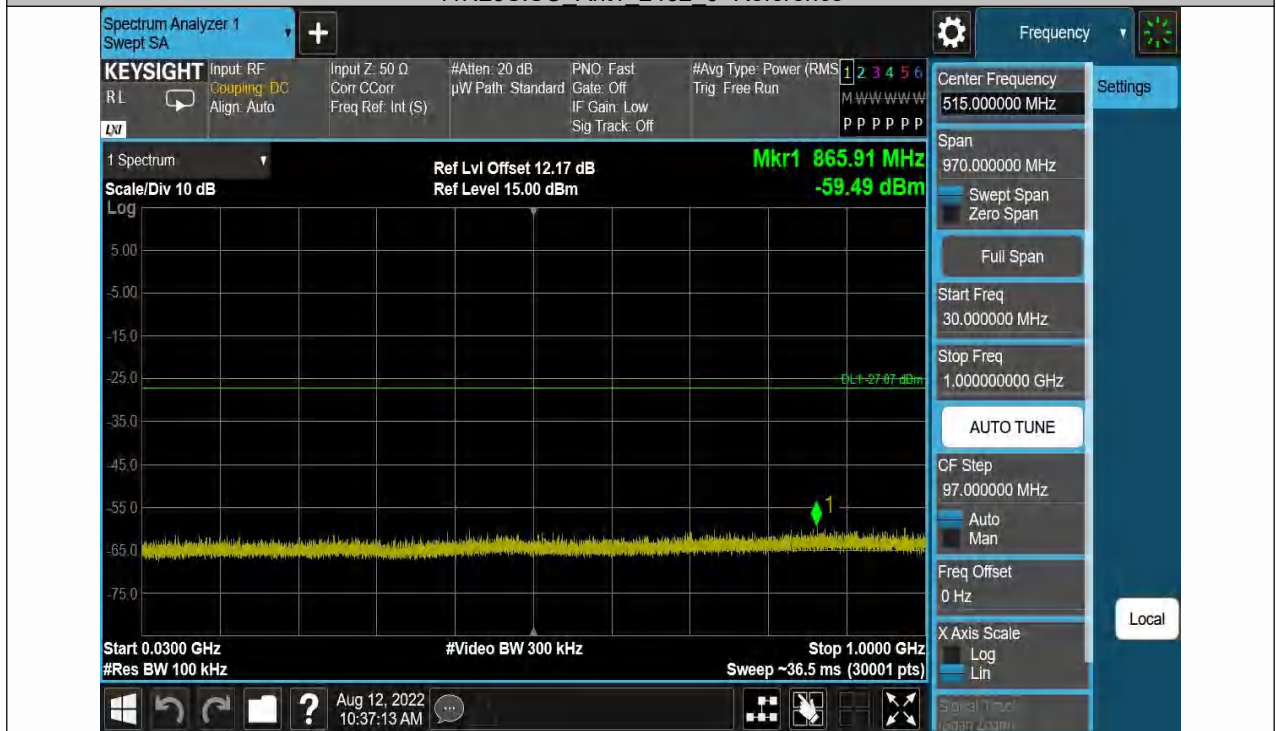 Spectrum Analyzer 1
Swept SA
+
Frequency
KEYSIGHT
RL
LXI
Input: RF
Coupling: DC
Align: Auto
Input Z: 50 Ω
Corr CCorr
Freq Ref: Int (S)
#Atten: 20 dB
µW Path: Standard
PNO: Fast
Gate: Off
IF Gain: Low
Sig Track: Off
#Avg Type: Power (RMS
Trig: Free Run
1 2 3 4 5 6
M W W W W W
P P P P P P
Center Frequency
515.000000 MHz
Settings
1 Spectrum
Scale/Div 10 dB
Log
Ref Lvl Offset 12.17 dB
Ref Level 15.00 dBm
Mkr1 865.91 MHz
-59.49 dBm
Span
970.000000 MHz
Swept Span
Zero Span
Full Span
Start Freq
30.000000 MHz
Stop Freq
1.000000000 GHz
AUTO TUNE
CF Step
97.000000 MHz
Auto
Man
Freq Offset
0 Hz
X Axis Scale
Log
Lin
Local
5.00
-5.00
-15.0
-25.0
DL1 -27.07 dBm
-35.0
-45.0
-55.0
1
-65.0
-75.0
Start 0.0300 GHz
#Res BW 100 kHz
#Video BW 300 kHz
Stop 1.0000 GHz
Sweep ~36.5 ms (30001 pts)
?
Aug 12, 2022
10:37:13 AM